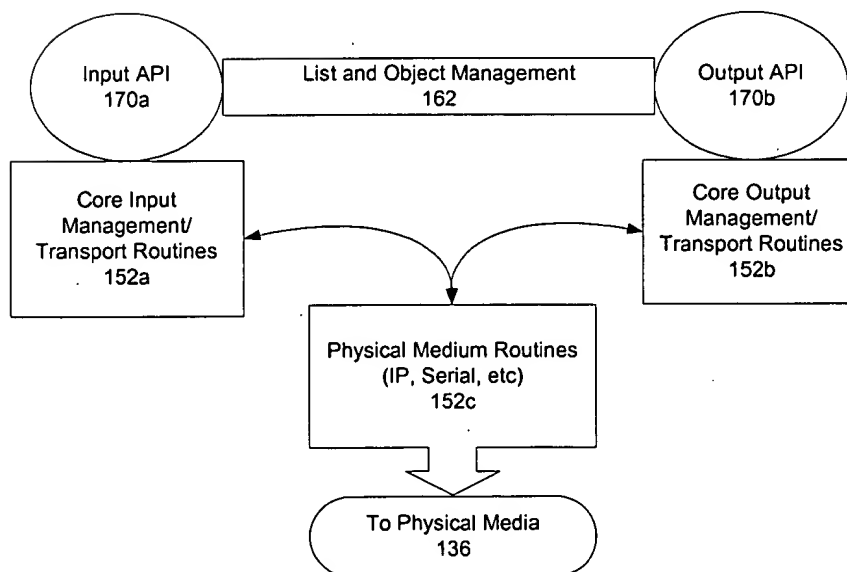 Input API
170a
List and Object Management
162
Output API
170b
Core Input
Management/
Transport Routines
152a
Core Output
Management/
Transport Routines
152b
Physical Medium Routines
(IP, Serial, etc)
152c
To Physical Media
136